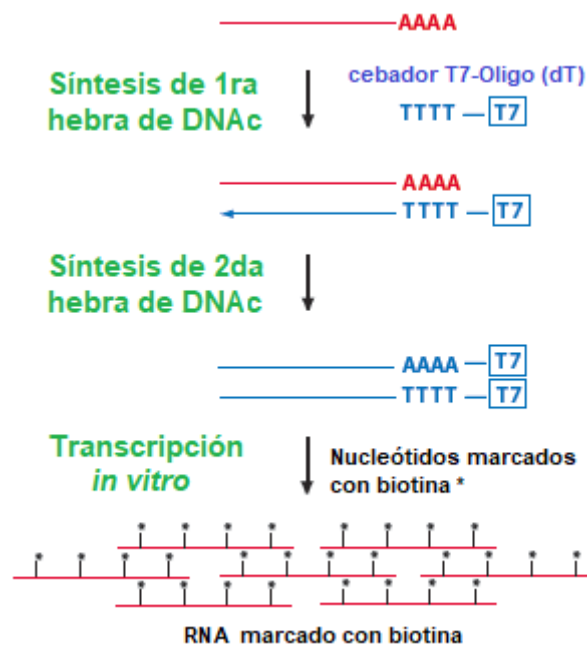 AAAA
Síntesis de 1ra
hebra de DNAc
cebador T7-Oligo (dT)
TTTT — T7
AAAA
TTTT — T7
Síntesis de 2da
hebra de DNAc
AAAA — T7
TTTT — T7
Transcripción
in vitro
Nucleótidos marcados
con biotina *
* * * * * * * *
* * * * * * * * * * * *
* * * * * * * *
RNA marcado con biotina